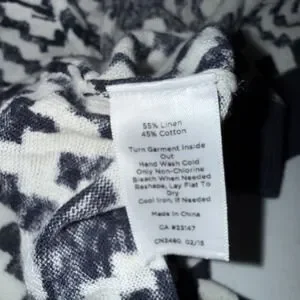 55% Linen
45% Cotton
Turn Garment Inside
Out
Hand Wash Cold
Only Non-Chlorine
Bleach When Needed
Reshape, Lay Flat To
Dry
Cool Iron, If Needed
Made In China
CA #33147
CN3480 02/15